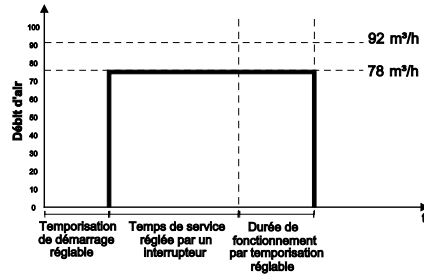 Débit d'air
100
90
80
70
60
50
40
30
20
10
0
92 m³/h
78 m³/h
t
Temporisation
de démarrage
réglable
Temps de service
réglée par un
interrupteur
Durée de
fonctionnement
par temporisation
réglable